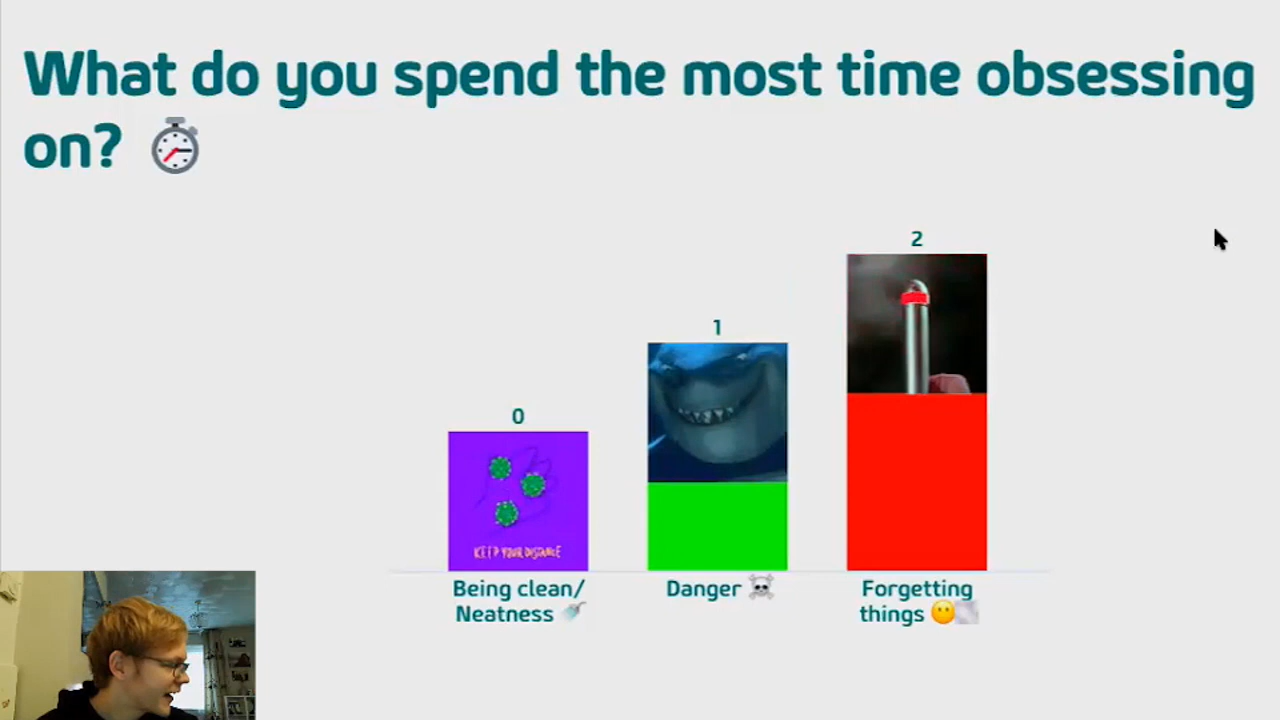 What do you spend the most time obsessing
on?
2
1
0
KEEP YOUR DISTANCE
Being clean/
Neatness
Danger
Forgetting
things